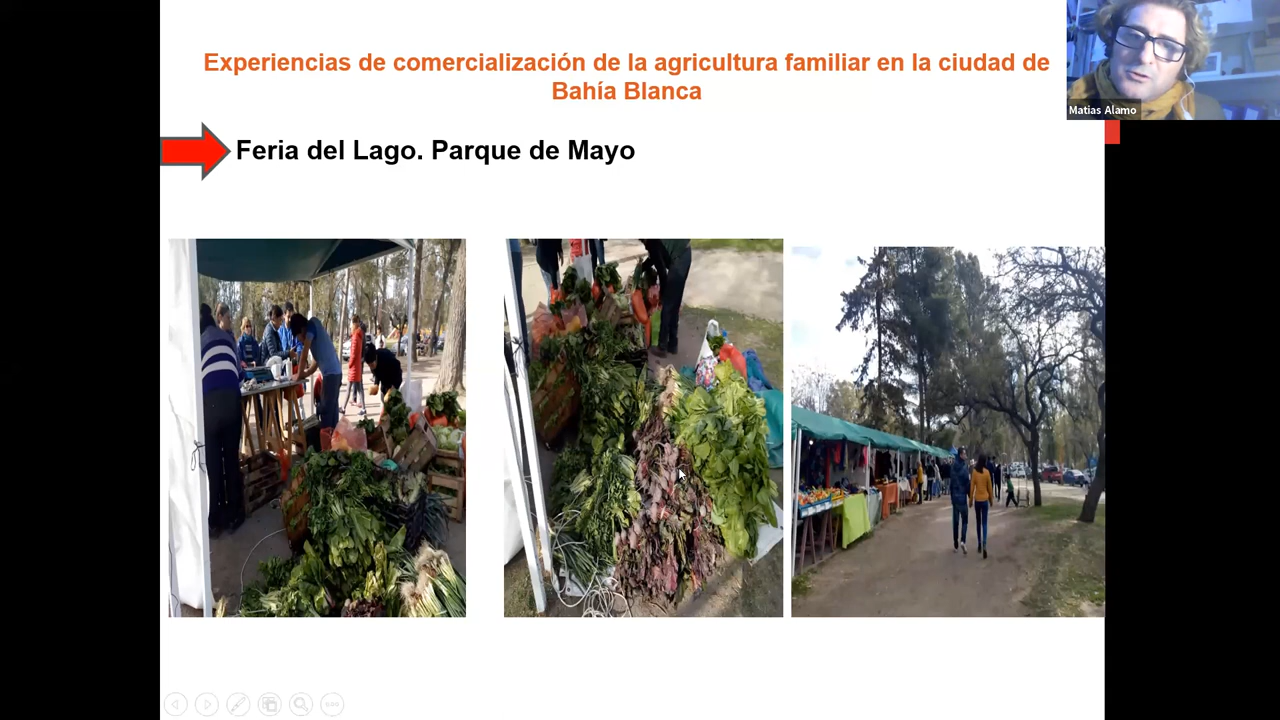 Experiencias de comercialización de la agricultura familiar en la ciudad de
Bahía Blanca
Matias Alamo
Feria del Lago. Parque de Mayo